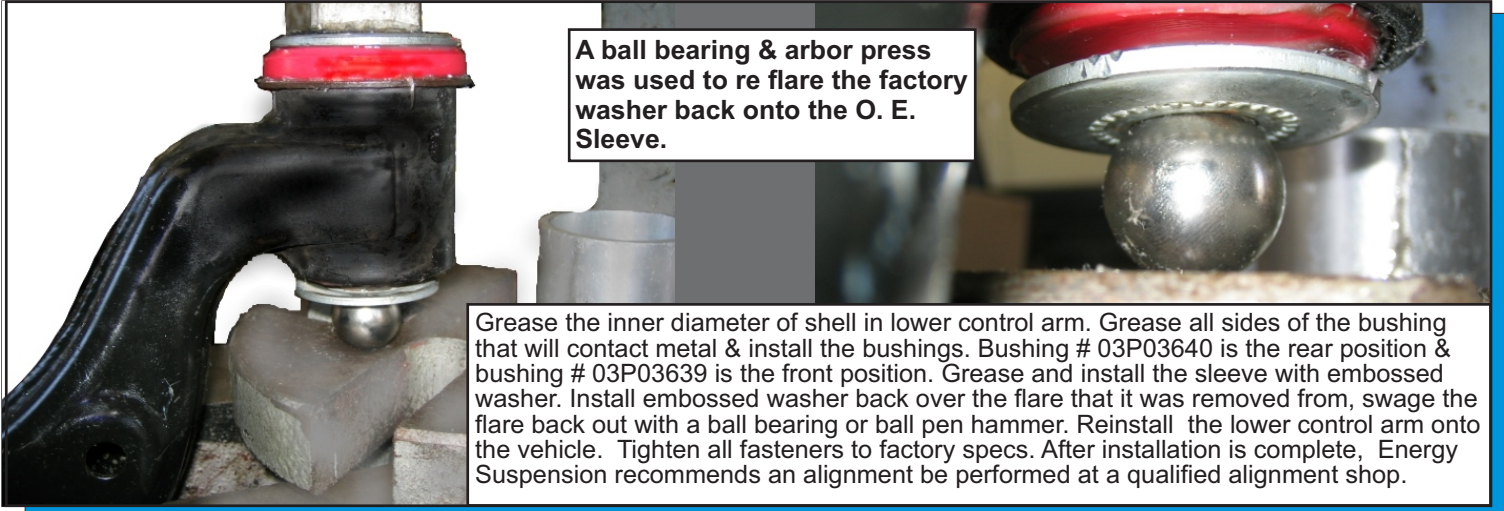 A ball bearing & arbor press
was used to re flare the factory
washer back onto the O. E.
Sleeve.
Grease the inner diameter of shell in lower control arm. Grease all sides of the bushing
that will contact metal & install the bushings. Bushing # 03P03640 is the rear position &
bushing # 03P03639 is the front position. Grease and install the sleeve with embossed
washer. Install embossed washer back over the flare that it was removed from, swage the
flare back out with a ball bearing or ball pen hammer. Reinstall  the lower control arm onto
the vehicle.  Tighten all fasteners to factory specs. After installation is complete,  Energy
Suspension recommends an alignment be performed at a qualified alignment shop.